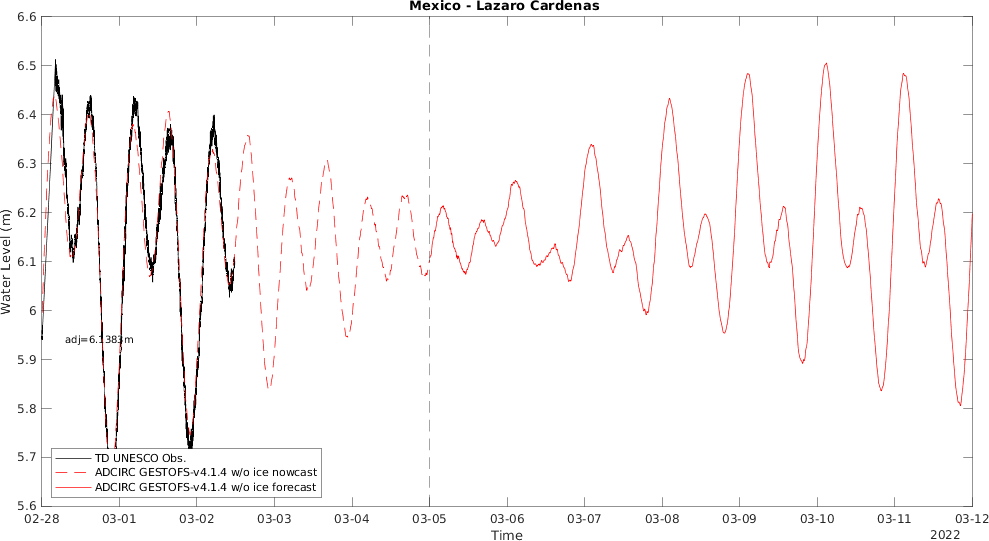 Mexico - Lazaro Cardenas
6.6
6.5
6.4
6.3
6.2
6.1
6
5.9
5.8
5.7
5.6
Water Level (m)
adj=6.1383m
TD UNESCO Obs.
ADCIRC GESTOFS-v4.1.4 w/o ice nowcast
ADCIRC GESTOFS-v4.1.4 w/o ice forecast
02-28 03-01 03-02 03-03 03-04 03-05 03-06 03-07 03-08 03-09 03-10 03-11 03-12
Time
2022